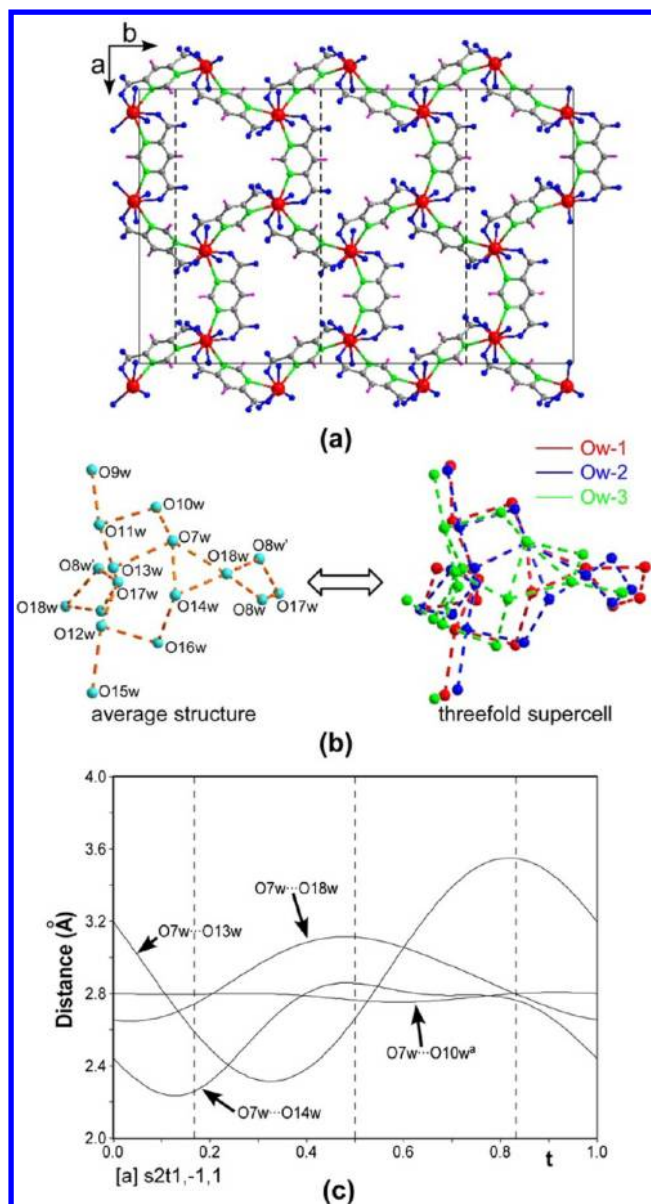 b
a
(a)
Ow-1
Ow-2
Ow-3
O9w
O10w
O11w
O7w
O8w'
O13w
O18w
O8w'
O17w
O18w
O14w
O8w
O17w
O12w
O16w
O15w
average structure
threefold supercell
(b)
4.0
3.6
3.2
2.8
2.4
2.0
Distance (Å)
O7w···O18w
O7w···O13w
O7w···O10wᵃ
O7w···O14w
0.0 0.2 0.4 0.6 0.8 1.0
t
[a] s2t1,-1,1
(c)